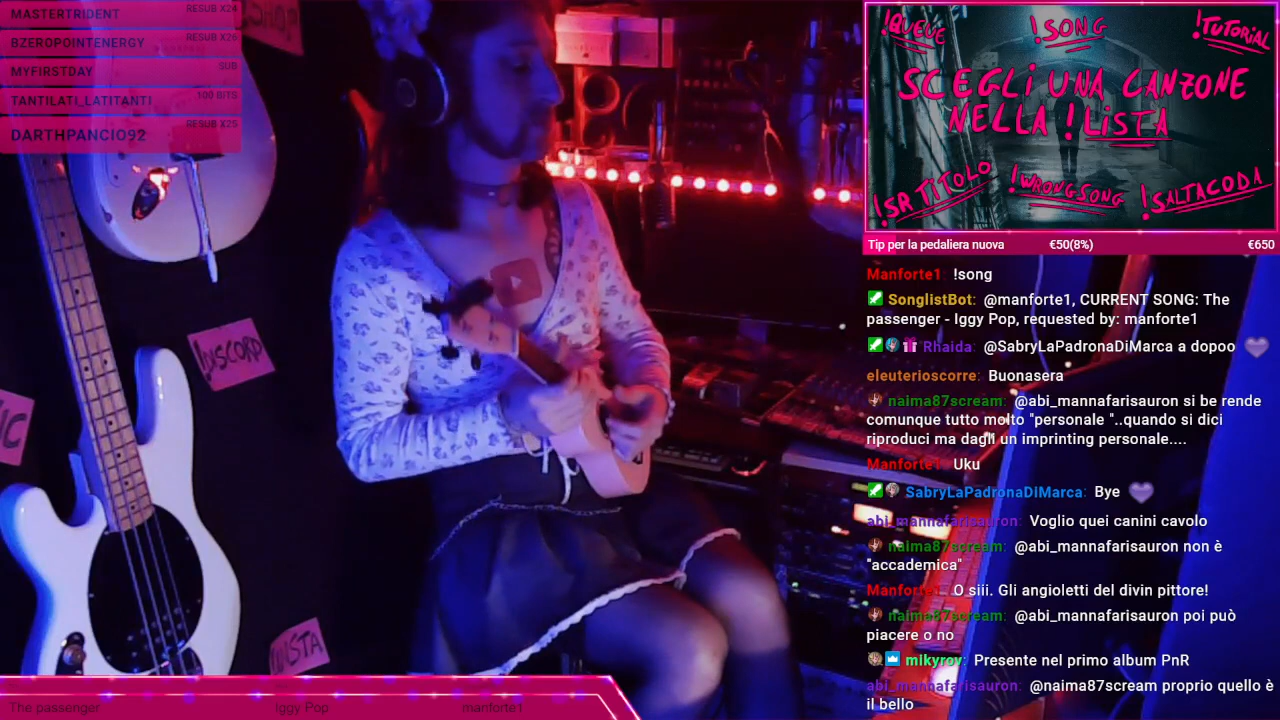 MASTERTRIDENT RESUB X26
BZEROPOINTENERGY RESUB X26
MYFIRSTDAY SUB
TANTILATI_LATITANTI 100 BITS
DARTHPANCIO92 RESUB X25
!DISCORD
!QUEUE
!SONG
!TUTORIAL
SCEGLI UNA CANZONE
NELLA !LISTA
!SR TITOLO
!WRONGSONG
!SALTACODA
Tip per la pedaliera nuova €50(8%) €650
Manforte1: !song
SonglistBot: @manforte1, CURRENT SONG: The
passenger - Iggy Pop, requested by: manforte1
Rhaida: @SabryLaPadronaDiMarca a dopoo
eleuterioscorre: Buonasera
naima87scream: @abi_mannafarisauron si be rende
comunque tutto molto "personale "..quando si dici
riproduci ma dagli un imprinting personale....
Manforte1: Uku
SabryLaPadronaDiMarca: Bye
abi_mannafarisauron: Voglio quei canini cavolo
naima87scream: @abi_mannafarisauron non è
"accademica"
Manforte1: O siii. Gli angioletti del divin pittore!
naima87scream: @abi_mannafarisauron poi può
piacere o no
mikyrov: Presente nel primo album PnR
abi_mannafarisauron: @naima87scream proprio quello è
il bello
The passenger Iggy Pop manforte1